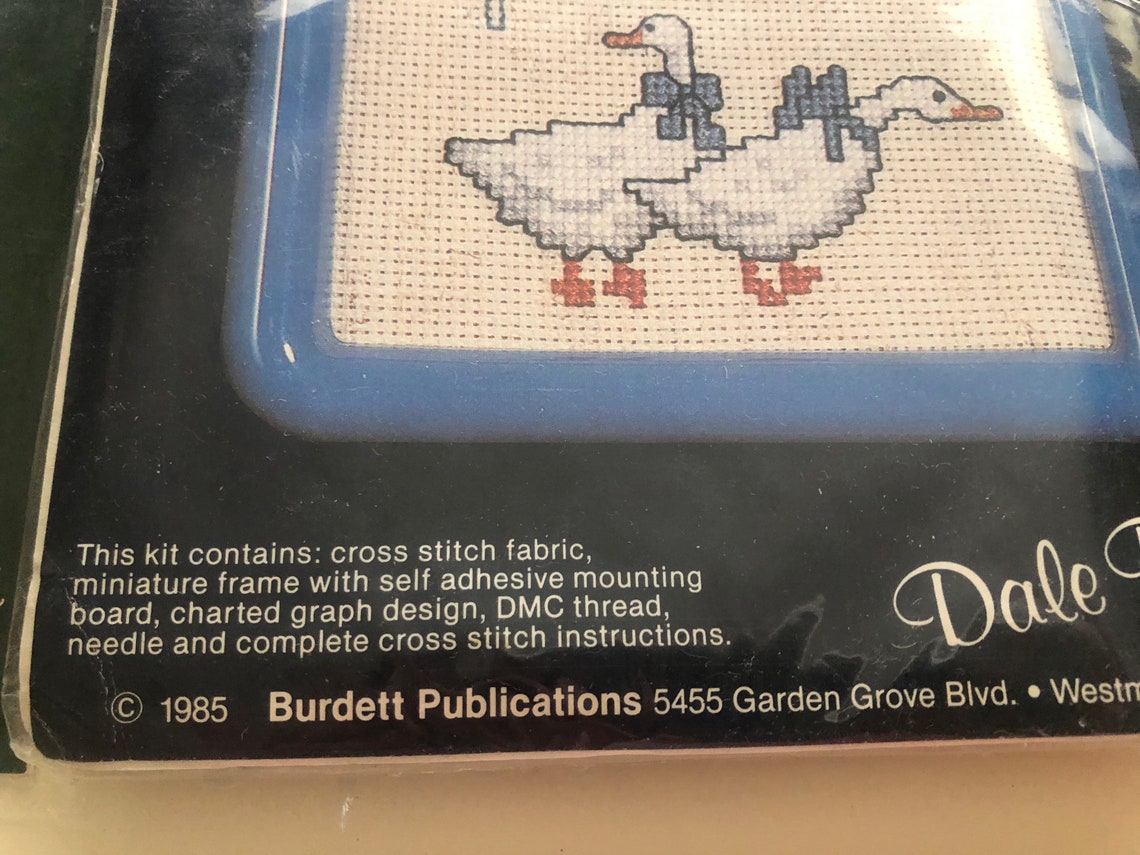 This kit contains: cross stitch fabric,
miniature frame with self adhesive mounting
board, charted graph design, DMC thread,
needle and complete cross stitch instructions.
Dale
© 1985 Burdett Publications 5455 Garden Grove Blvd. • Westm